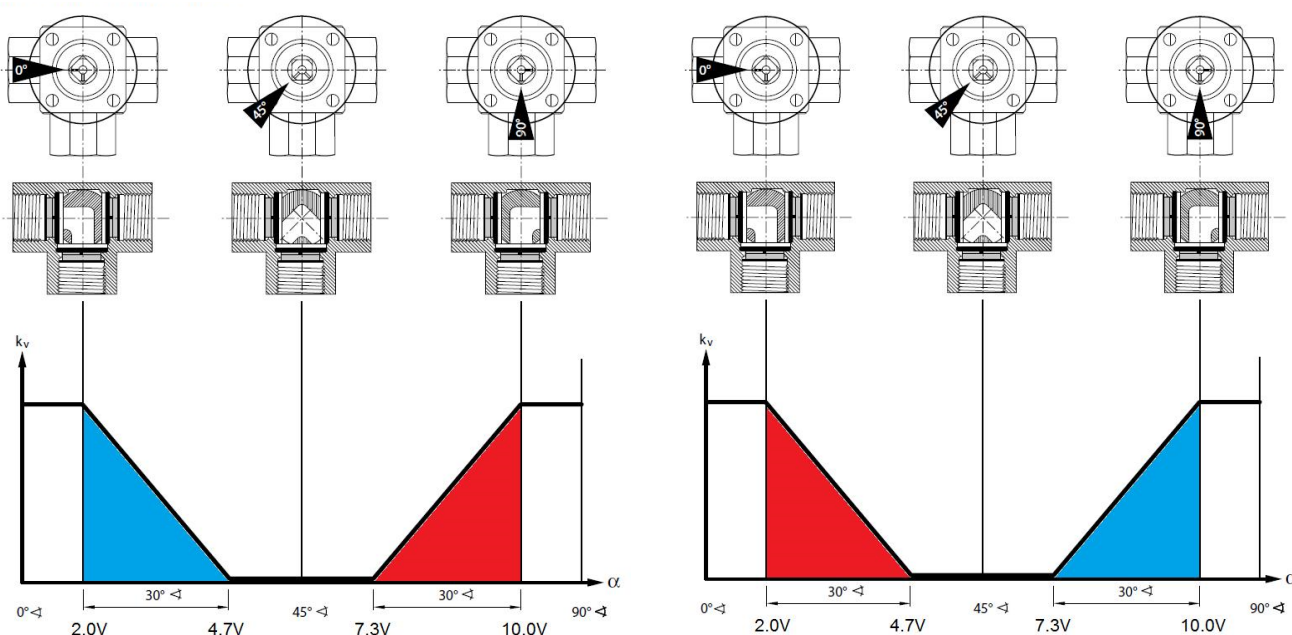 0° 45° 90° 0° 45° 90°
kv kv
α α
0° ∢ 30° ∢ 45° ∢ 30° ∢ 90° ∢ 0° ∢ 30° ∢ 45° ∢ 30° ∢ 90° ∢
2.0V 4.7V 7.3V 10.0V 2.0V 4.7V 7.3V 10.0V